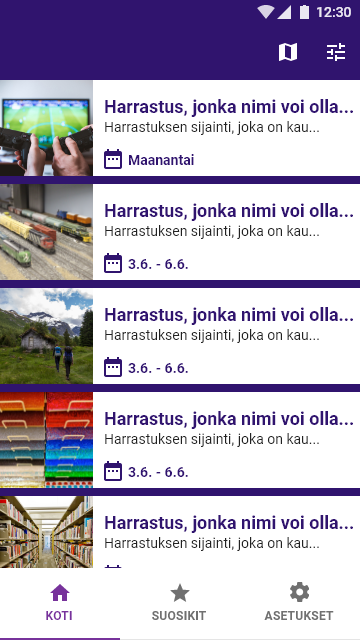 12:30
Harrastus, jonka nimi voi olla...
Harrastuksen sijainti, joka on kau...
Maanantai
Harrastus, jonka nimi voi olla...
Harrastuksen sijainti, joka on kau...
3.6. - 6.6.
Harrastus, jonka nimi voi olla...
Harrastuksen sijainti, joka on kau...
3.6. - 6.6.
Harrastus, jonka nimi voi olla...
Harrastuksen sijainti, joka on kau...
3.6. - 6.6.
Harrastus, jonka nimi voi olla...
Harrastuksen sijainti, joka on kau...
KOTI
SUOSIKIT
ASETUKSET